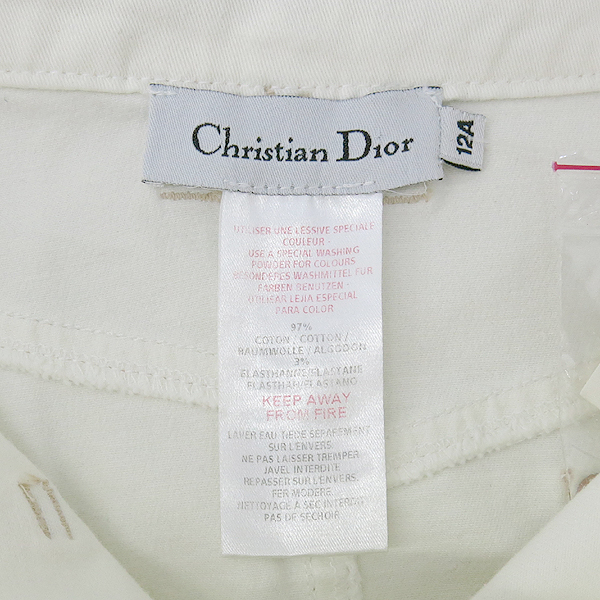 Christian Dior
12A
UTILISER UNE LESSIVE SPECIALE
COULEUR -
USE A SPECIAL WASHING
POWDER FOR COLOURS
BESONDERES WASHMITTEL FUR
FARBEN BENUTZEN -
UTILISAR LEJIA ESPECIAL
PARA COLOR
97%
COTON / COTTON /
BAUMWOLLE / ALGODON
3%
ELASTHANNE/ELASTANE
ELASTHAN/ELASTANO
KEEP AWAY
FROM FIRE
LAVER EAU TIEDE SEPAREMENT
SUR L'ENVERS.
NE PAS LAISSER TREMPER.
JAVEL INTERDITE
REPASSER SUR L'ENVERS.
FER MODERE.
NETTOYAGE A SEC INTERDIT
PAS DE SECHOIR.